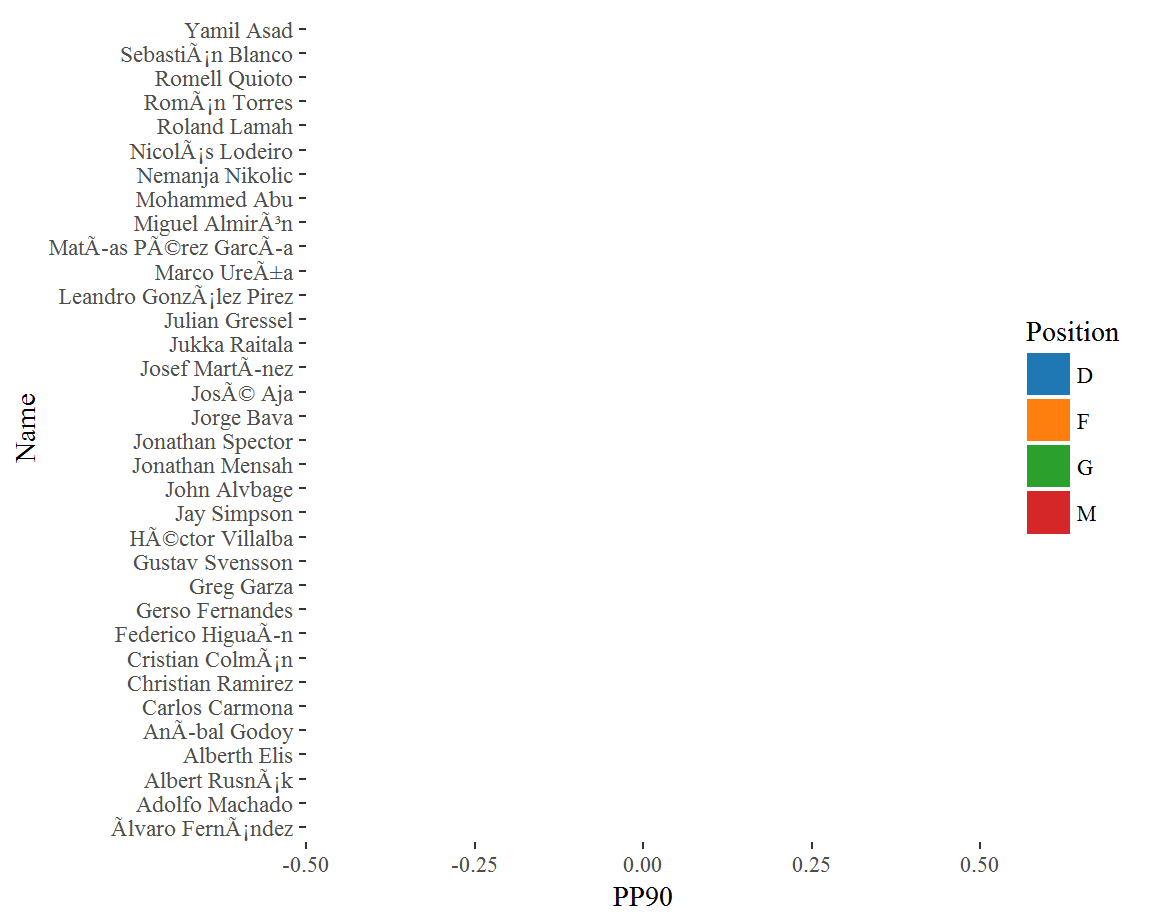 Yamil Asad
SebastiÃ¡n Blanco
Romell Quioto
RomÃ¡n Torres
Roland Lamah
NicolÃ¡s Lodeiro
Nemanja Nikolic
Mohammed Abu
Miguel AlmirÃ³n
MatÃ-as PÃ©rez GarcÃ-a
Marco UreÃ±a
Leandro GonzÃ¡lez Pirez
Julian Gressel
Jukka Raitala
Josef MartÃ-nez
JosÃ© Aja
Jorge Bava
Jonathan Spector
Jonathan Mensah
John Alvbage
Jay Simpson
HÃ©ctor Villalba
Gustav Svensson
Greg Garza
Gerso Fernandes
Federico HiguaÃ-n
Cristian ColmÃ¡n
Christian Ramirez
Carlos Carmona
AnÃ-bal Godoy
Alberth Elis
Albert RusnÃ¡k
Adolfo Machado
Ãlvaro FernÃ¡ndez
Name
-0.50 -0.25 0.00 0.25 0.50
PP90
Position
D
F
G
M